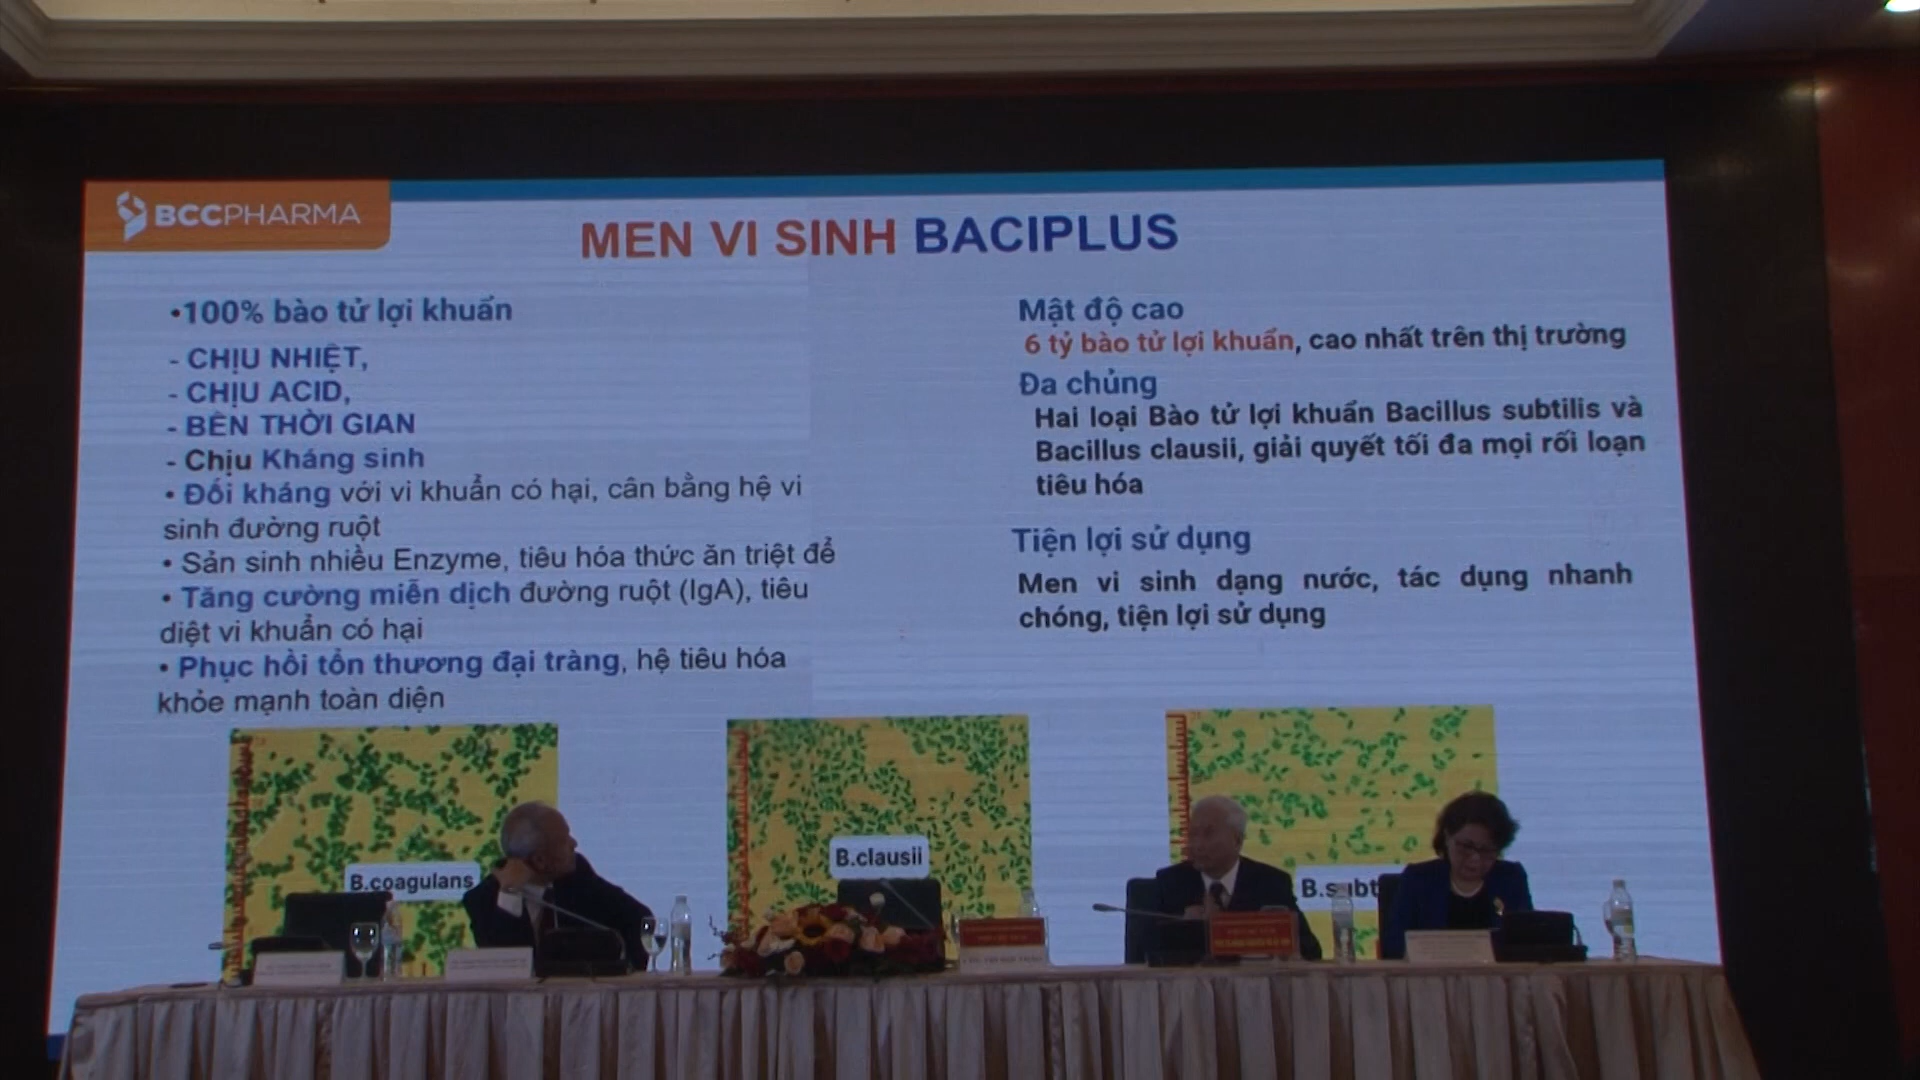 BCCPHARMA
MEN VI SINH BACIPLUS
•100% bào tử lợi khuẩn
- CHỊU NHIỆT,
- CHỊU ACID,
- BỀN THỜI GIAN
- Chịu Kháng sinh
• Đối kháng với vi khuẩn có hại, cân bằng hệ vi
sinh đường ruột
• Sản sinh nhiều Enzyme, tiêu hóa thức ăn triệt để
• Tăng cường miễn dịch đường ruột (IgA), tiêu
diệt vi khuẩn có hại
• Phục hồi tổn thương đại tràng, hệ tiêu hóa
khỏe mạnh toàn diện
Mật độ cao
6 tỷ bào tử lợi khuẩn, cao nhất trên thị trường
Đa chủng
Hai loại Bào tử lợi khuẩn Bacillus subtilis và
Bacillus clausii, giải quyết tối đa mọi rối loạn
tiêu hóa
Tiện lợi sử dụng
Men vi sinh dạng nước, tác dụng nhanh
chóng, tiện lợi sử dụng
B.coagulans
B.clausii
B.subt